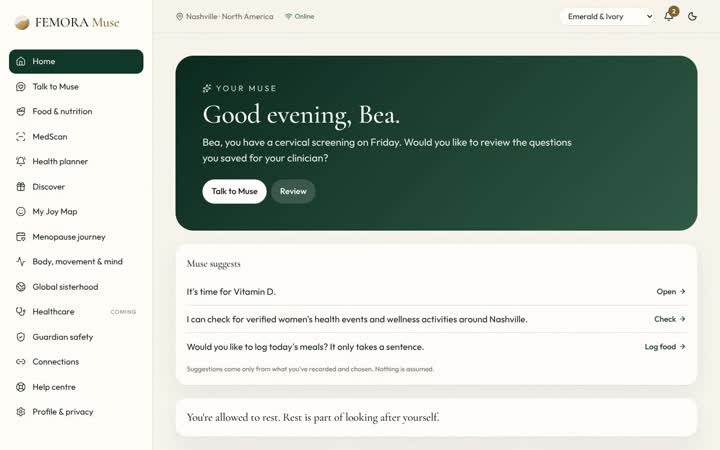 FEMORA Muse
Home
Talk to Muse
Food & nutrition
MedScan
Health planner
Discover
My Joy Map
Menopause journey
Body, movement & mind
Global sisterhood
Healthcare COMING
Guardian safety
Connections
Help centre
Profile & privacy
Nashville · North America
Online
Emerald & Ivory
2
YOUR MUSE
Good evening, Bea.
Bea, you have a cervical screening on Friday. Would you like to review the questions
you saved for your clinician?
Talk to Muse Review
Muse suggests
It's time for Vitamin D. Open →
I can check for verified women's health events and wellness activities around Nashville. Check →
Would you like to log today's meals? It only takes a sentence. Log food →
Suggestions come only from what you've recorded and chosen. Nothing is assumed.
You're allowed to rest. Rest is part of looking after yourself.